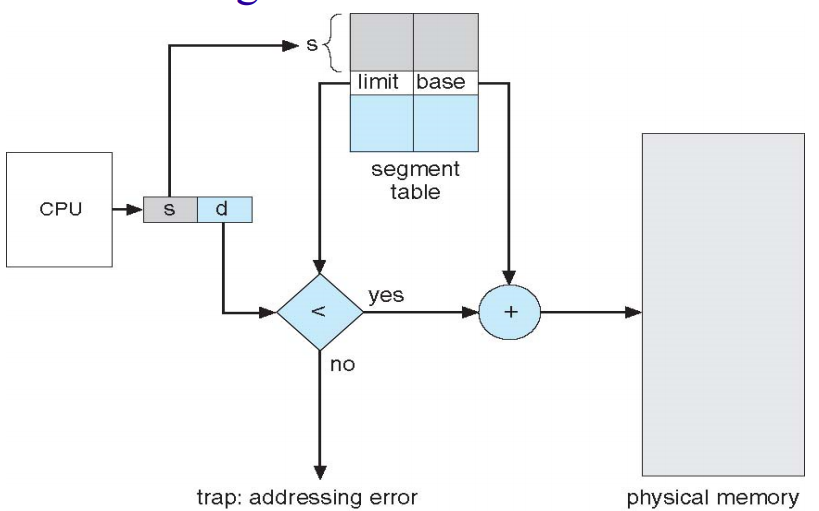 s
limit base
segment
table
CPU
s d
<
yes
+
no
trap: addressing error
physical memory